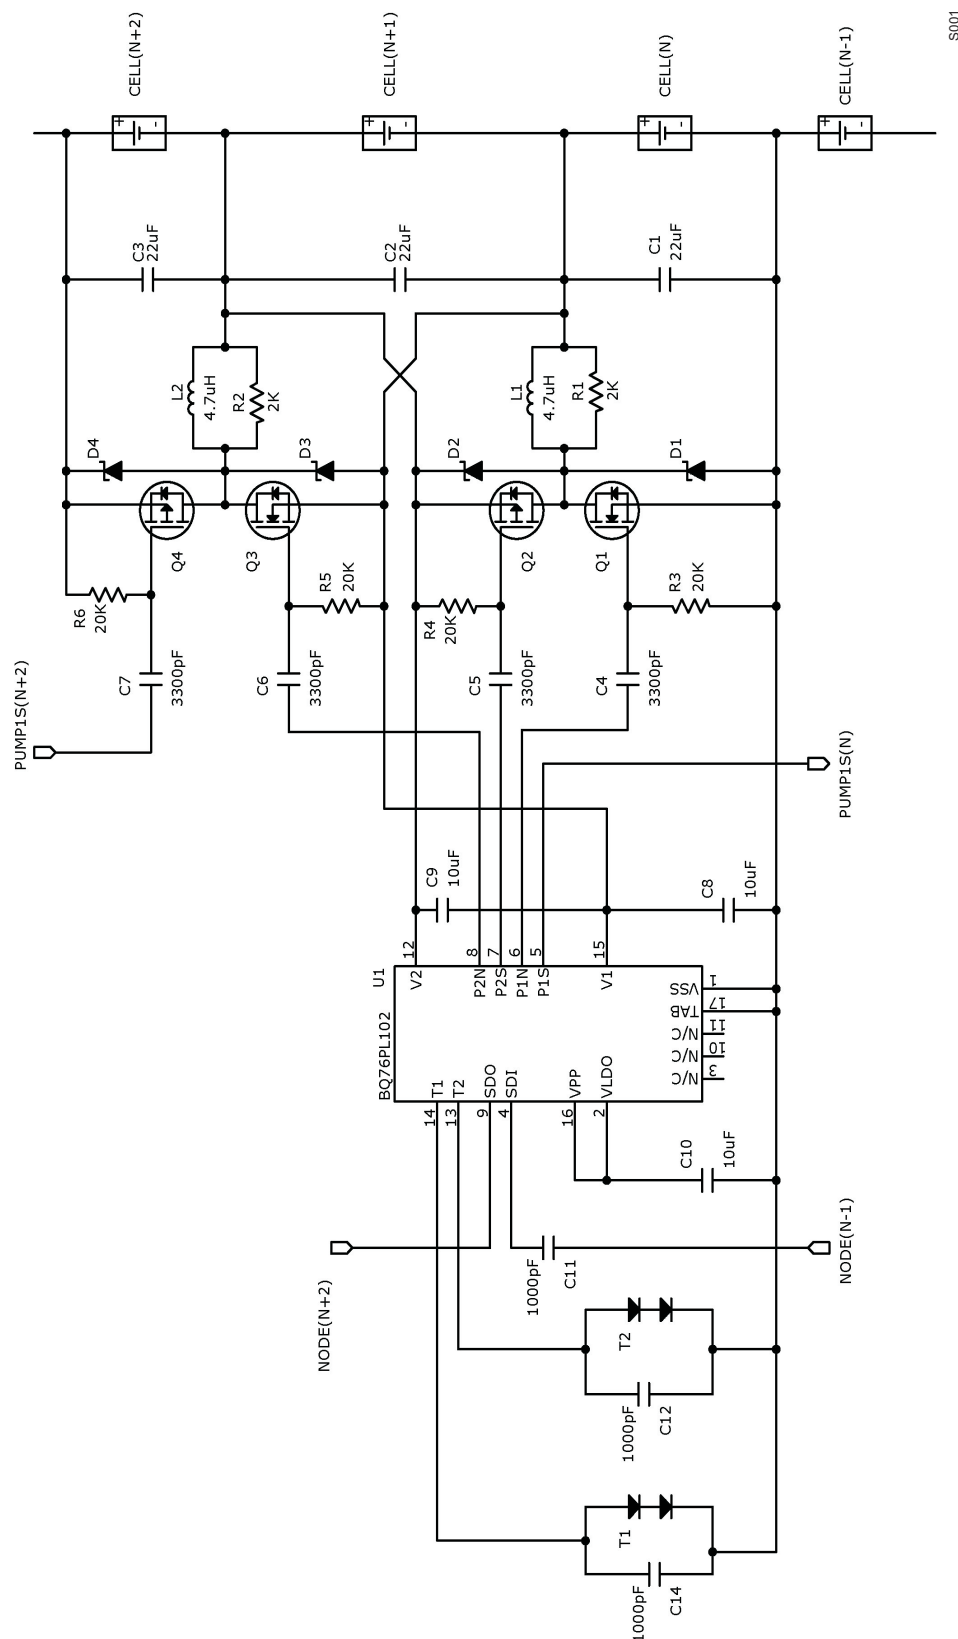 S001
CELL(N+2)
CELL(N+1)
CELL(N)
CELL(N-1)
+
-
+
-
+
-
+
-
C3
22uF
C2
22uF
C1
22uF
L2
4.7uH
R2
2K
L1
4.7uH
R1
2K
D4
D3
D2
D1
Q4
Q3
Q2
Q1
R6
20K
R5
20K
R4
20K
R3
20K
PUMP1S(N+2)
C7
3300pF
C6
3300pF
C5
3300pF
C4
3300pF
PUMP1S(N)
C9
10uF
C8
10uF
U1
BQ76PL102
12
V2
8
P2N
7
P2S
6
P1N
5
P1S
15
V1
VSS
1
TAB
17
N/C
11
N/C
10
N/C
3
T1
14
T2
13
SDO
9
SDI
4
VPP
16
VLDO
2
C10
10uF
NODE(N+2)
1000pF
C11
NODE(N-1)
T2
1000pF
C12
T1
1000pF
C14